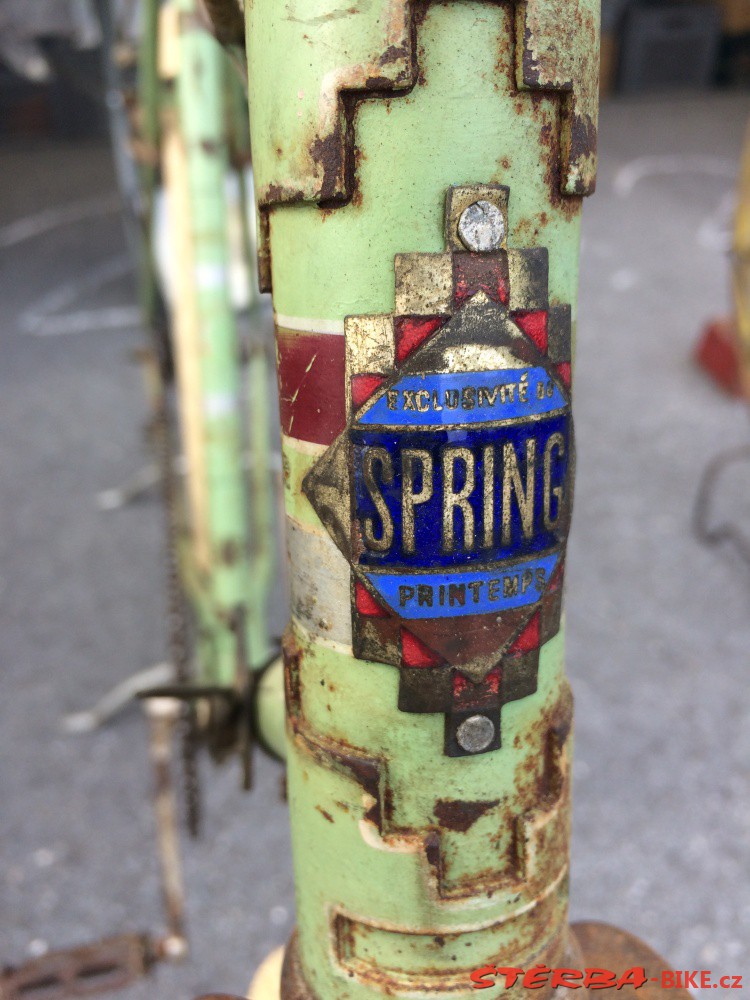 EXCLUSIVITÉ DU
SPRING
PRINTEMPS
ŠTĚRBA-BIKE.cz